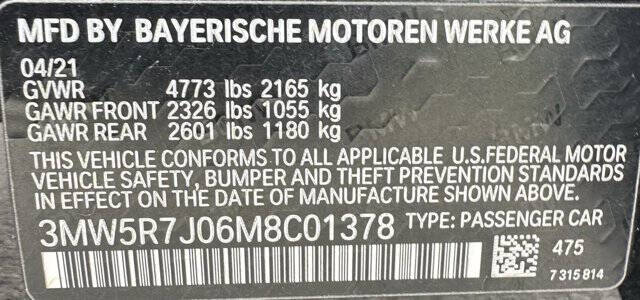 MFD BY BAYERISCHE MOTOREN WERKE AG
04/21
GVWR 4773 lbs 2165 kg
GAWR FRONT 2326 lbs 1055 kg
GAWR REAR 2601 lbs 1180 kg
THIS VEHICLE CONFORMS TO ALL APPLICABLE U.S.FEDERAL MOTOR
VEHICLE SAFETY, BUMPER AND THEFT PREVENTION STANDARDS
IN EFFECT ON THE DATE OF MANUFACTURE SHOWN ABOVE.
3MW5R7J06M8C01378 TYPE: PASSENGER CAR
475
7 315 814